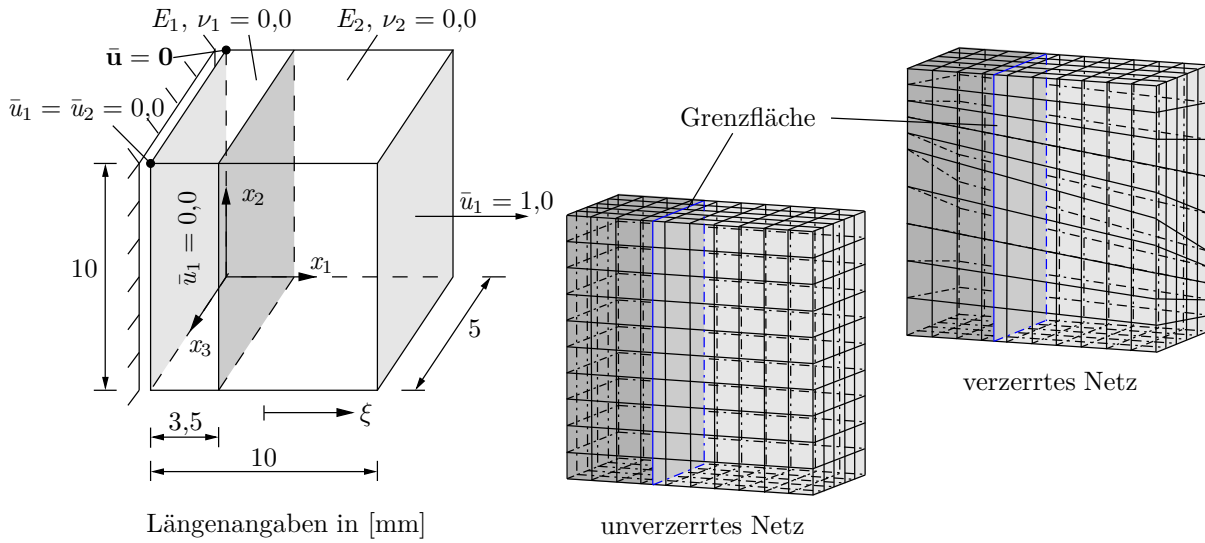 E₁, ν₁ = 0,0
E₂, ν₂ = 0,0
ū = 0
ū₁ = ū₂ = 0,0
ū₁ = 0,0
x₂
x₁
x₃
ū₁ = 1,0
10
5
ξ
3,5
10
Längenangaben in [mm]
Grenzfläche
unverzerrtes Netz
verzerrtes Netz